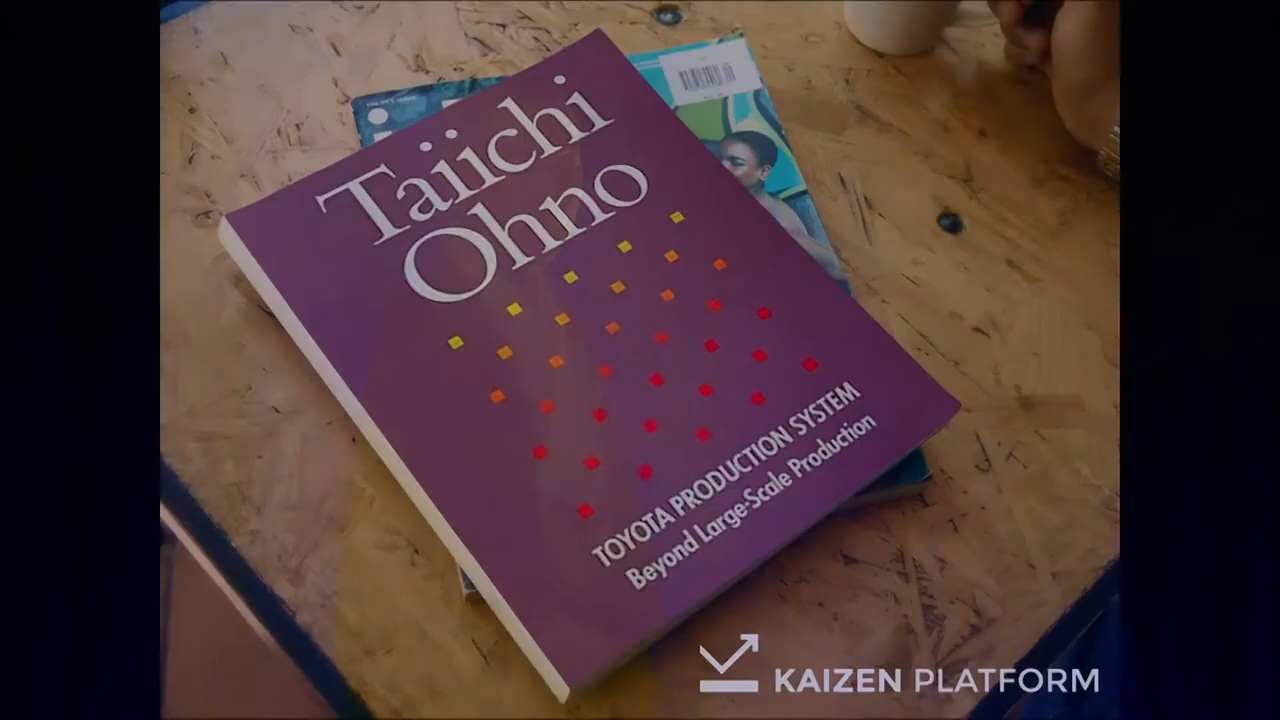 Taiichi
Ohno
TOYOTA PRODUCTION SYSTEM
Beyond Large-Scale Production
KAIZEN PLATFORM